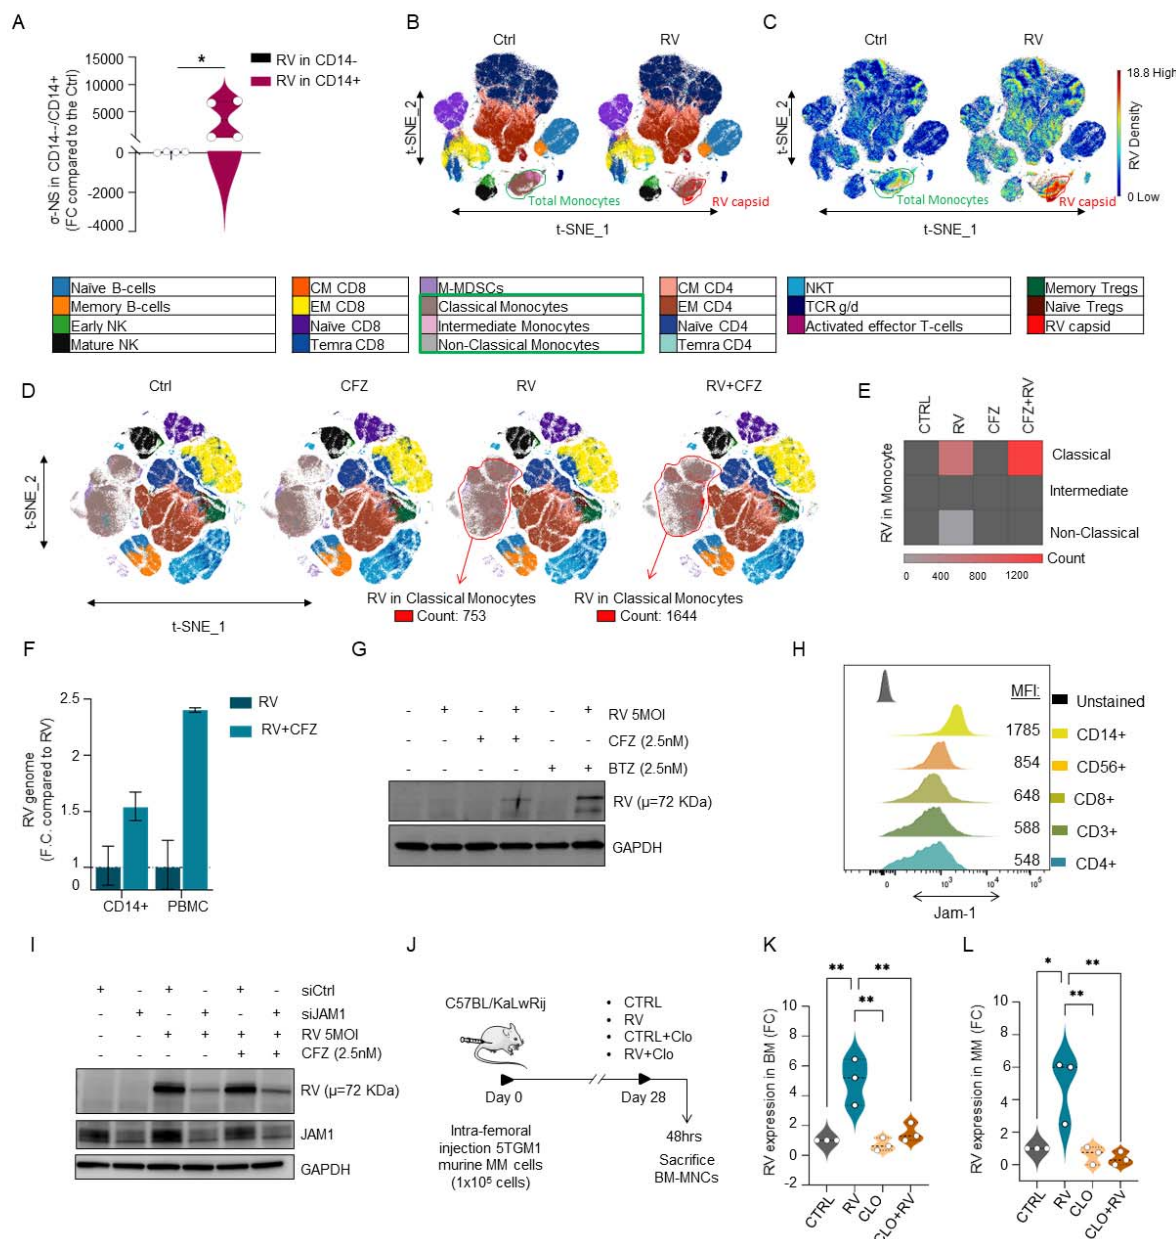 A
15000
10000
5000
0
-2000
-4000
σ-NS in CD14--/CD14+
(FC compared to the Ctrl)
*
RV in CD14-
RV in CD14+
B
Ctrl
RV
t-SNE_2
Total Monocytes
RV capsid
t-SNE_1
C
Ctrl
RV
t-SNE_2
Total Monocytes
RV capsid
t-SNE_1
18.8 High
RV Density
0 Low
Naïve B-cells
Memory B-cells
Early NK
Mature NK
CM CD8
EM CD8
Naïve CD8
Temra CD8
M-MDSCs
Classical Monocytes
Intermediate Monocytes
Non-Classical Monocytes
CM CD4
EM CD4
Naïve CD4
Temra CD4
NKT
TCR g/d
Activated effector T-cells
Memory Tregs
Naïve Tregs
RV capsid
D
Ctrl
CFZ
RV
RV+CFZ
t-SNE_2
t-SNE_1
RV in Classical Monocytes
Count: 753
RV in Classical Monocytes
Count: 1644
E
CTRL
RV
CFZ
CFZ+RV
RV in Monocyte
Classical
Intermediate
Non-Classical
Count
0 400 800 1200
F
2.5
2
1.5
1
0
RV genome
(F.C. compared to RV)
RV
RV+CFZ
CD14+
PBMC
G
- + - + - + RV 5MOI
- - + + - - CFZ (2.5nM)
- - - - + + BTZ (2.5nM)
RV (μ=72 KDa)
GAPDH
H
MFI:
Unstained
1785 CD14+
854 CD56+
648 CD8+
588 CD3+
548 CD4+
0 10³ 10⁴ 10⁵
Jam-1
I
+ - + - + - siCtrl
- + - + - + siJAM1
- - + + + + RV 5MOI
- - - - + + CFZ (2.5nM)
RV (μ=72 KDa)
JAM1
GAPDH
J
C57BL/KaLwRij
• CTRL
• RV
• CTRL+Clo
• RV+Clo
Day 0
Day 28
Intra-femoral
injection 5TGM1
murine MM cells
(1x10⁶ cells)
48hrs
Sacrifice
BM-MNCs
K
** **
**
10
8
6
4
2
0
-2
RV expression in BM (FC)
CTRL
RV
CLO
CLO+RV
L
* **
**
10
8
6
4
2
0
RV expression in MM (FC)
CTRL
RV
CLO
CLO+RV